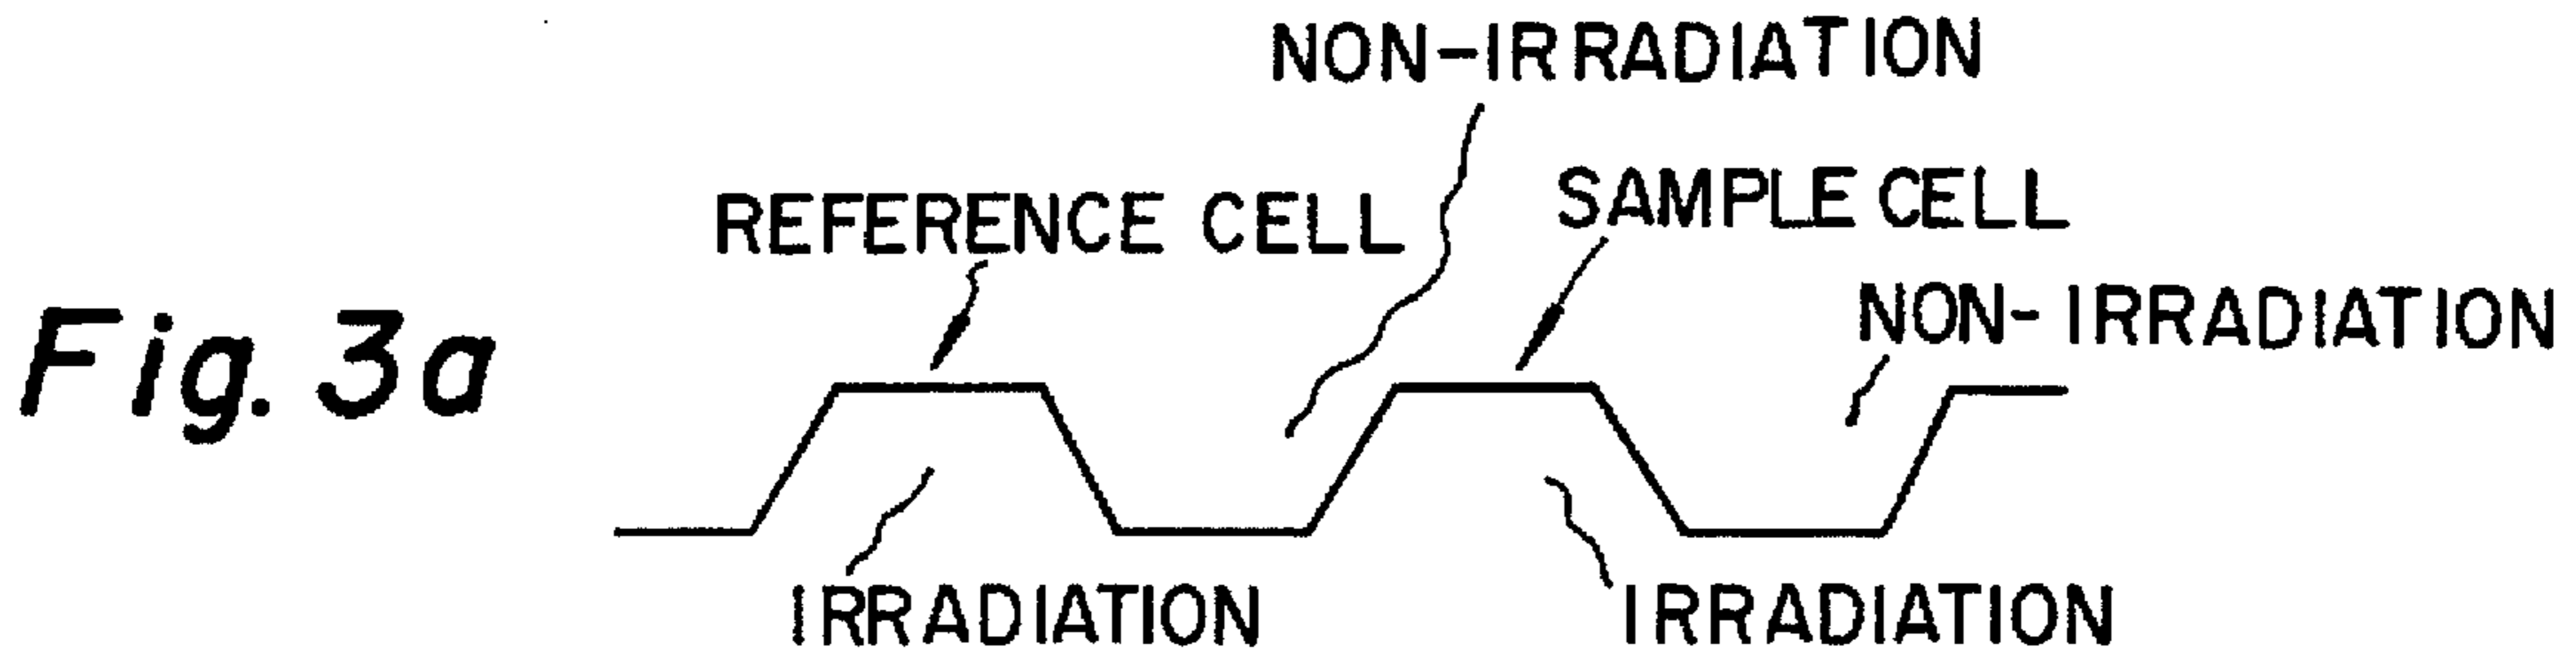 NON-IRRADIATION
REFERENCE CELL
SAMPLE CELL
NON-IRRADIATION
Fig. 3a
IRRADIATION
IRRADIATION